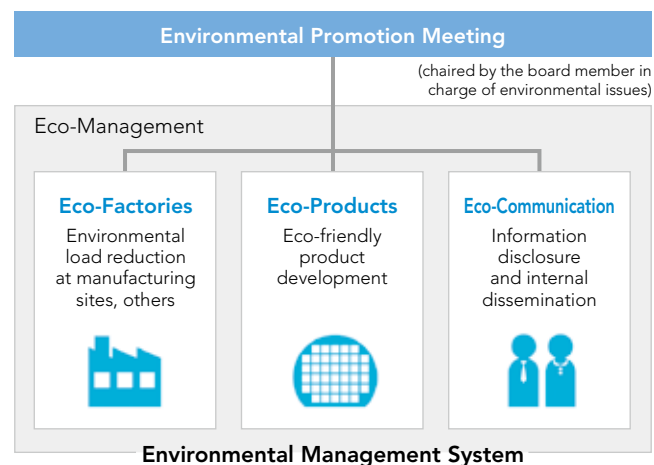 Environmental Promotion Meeting
(chaired by the board member in
charge of environmental issues)
Eco-Management
Eco-Factories
Environmental
load reduction
at manufacturing
sites, others
Eco-Products
Eco-friendly
product
development
Eco-Communication
Information
disclosure
and internal
dissemination
Environmental Management System